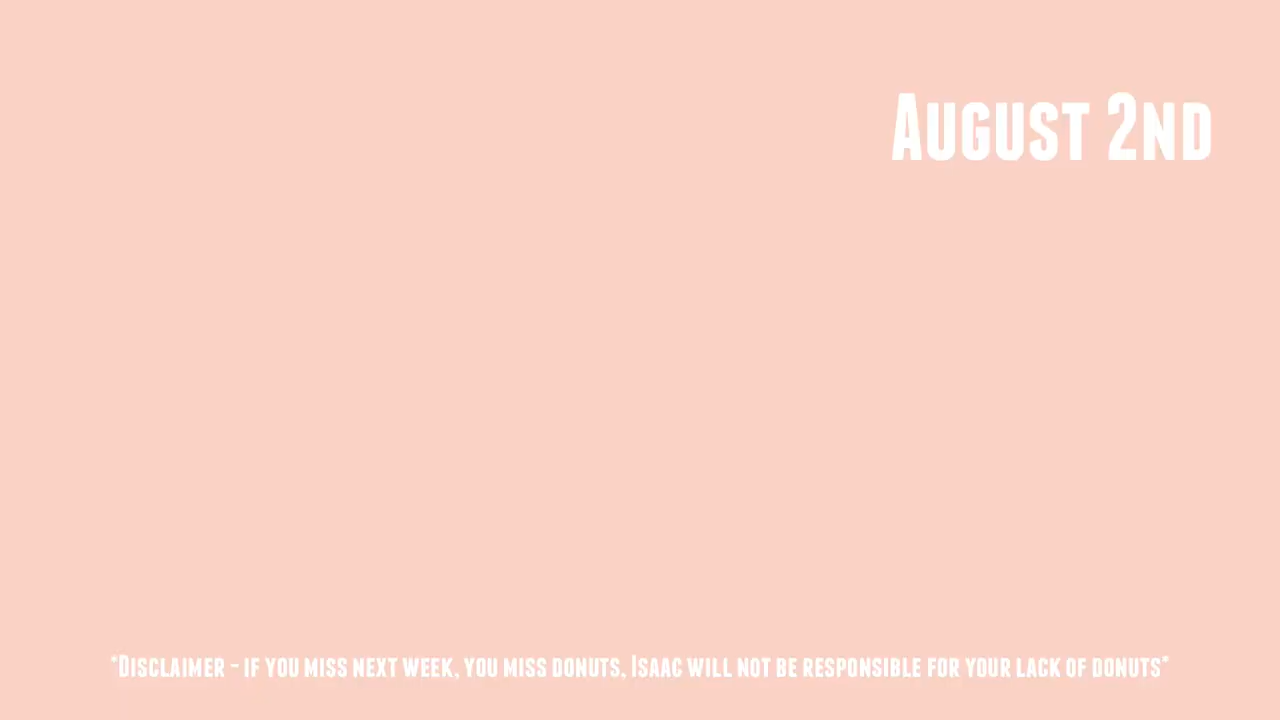 August 2nd
*Disclaimer - if you miss next week, you miss donuts, Isaac will not be responsible for your lack of donuts*